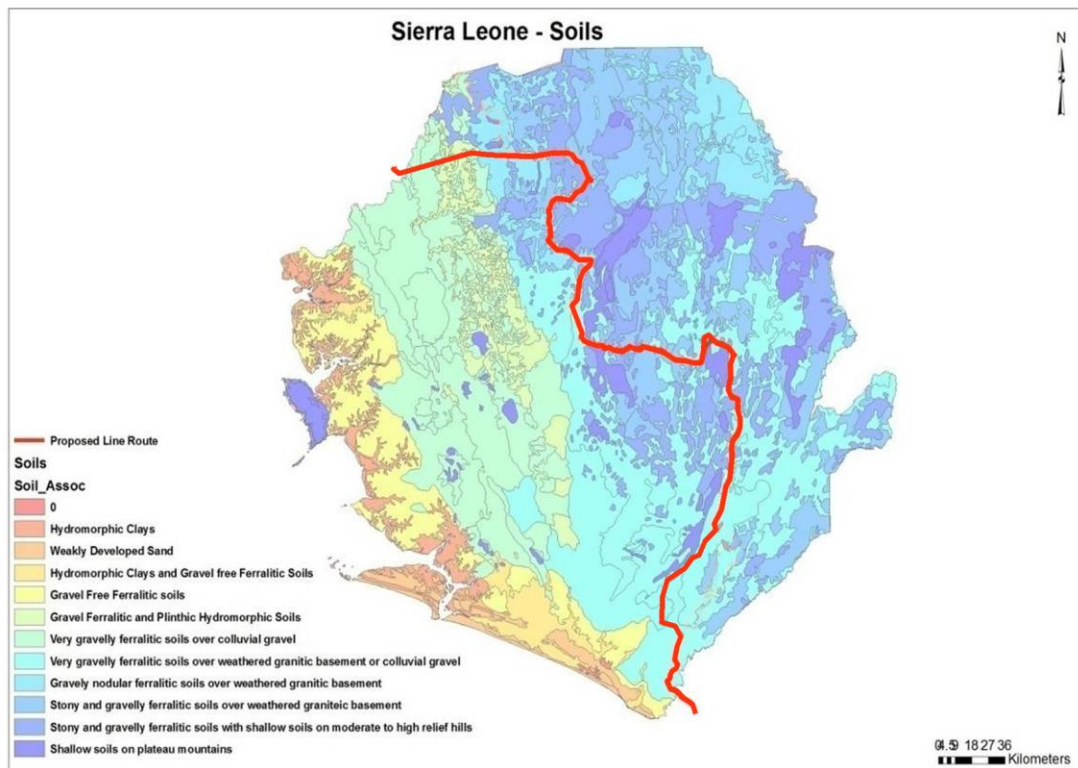 Sierra Leone - Soils
N
Proposed Line Route
Soils
Soil_Assoc
0
Hydromorphic Clays
Weakly Developed Sand
Hydromorphic Clays and Gravel free Ferralitic Soils
Gravel Free Ferralitic soils
Gravel Ferralitic and Plinthic Hydromorphic Soils
Very gravelly ferralitic soils over colluvial gravel
Very gravelly ferralitic soils over weathered granitic basement or colluvial gravel
Gravely nodular ferralitic soils over weathered granitic basement
Stony and gravelly ferralitic soils over weathered graniteic basement
Stony and gravelly ferralitic soils with shallow soils on moderate to high relief hills
Shallow soils on plateau mountains
0 4.5 9 18 27 36
Kilometers